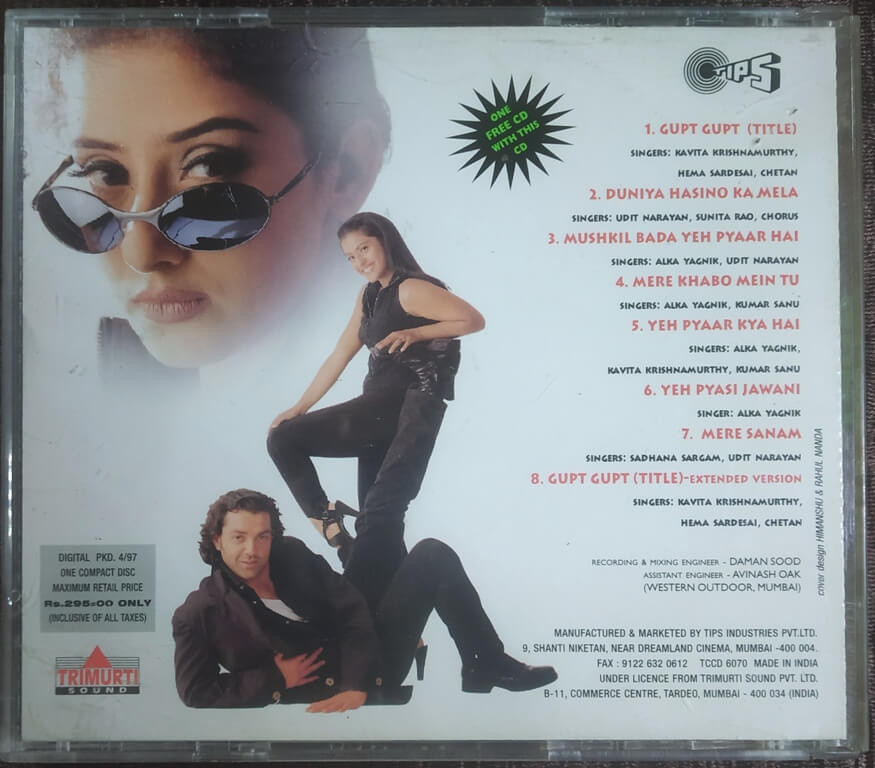 TIPS
ONE
FREE CD
WITH THIS
CD
1. GUPT GUPT (TITLE)
SINGERS: KAVITA KRISHNAMURTHY,
HEMA SARDESAI, CHETAN
2. DUNIYA HASINO KA MELA
SINGERS: UDIT NARAYAN, SUNITA RAO, CHORUS
3. MUSHKIL BADA YEH PYAAR HAI
SINGERS: ALKA YAGNIK, UDIT NARAYAN
4. MERE KHABO MEIN TU
SINGERS: ALKA YAGNIK, KUMAR SANU
5. YEH PYAAR KYA HAI
SINGERS: ALKA YAGNIK,
KAVITA KRISHNAMURTHY, KUMAR SANU
6. YEH PYASI JAWANI
SINGER: ALKA YAGNIK
7. MERE SANAM
SINGERS: SADHANA SARGAM, UDIT NARAYAN
8. GUPT GUPT (TITLE)-EXTENDED VERSION
SINGERS: KAVITA KRISHNAMURTHY,
HEMA SARDESAI, CHETAN
cover design HIMANSHU & RAHUL NANDA
RECORDING & MIXING ENGINEER - DAMAN SOOD
ASSISTANT ENGINEER - AVINASH OAK
(WESTERN OUTDOOR, MUMBAI)
DIGITAL PKD. 4/97
ONE COMPACT DISC
MAXIMUM RETAIL PRICE
Rs.295=00 ONLY
(INCLUSIVE OF ALL TAXES)
TRIMURTI
SOUND
MANUFACTURED & MARKETED BY TIPS INDUSTRIES PVT.LTD.
9, SHANTI NIKETAN, NEAR DREAMLAND CINEMA, MUMBAI -400 004.
FAX : 9122 632 0612 TCCD 6070 MADE IN INDIA
UNDER LICENCE FROM TRIMURTI SOUND PVT. LTD.
B-11, COMMERCE CENTRE, TARDEO, MUMBAI - 400 034 (INDIA)